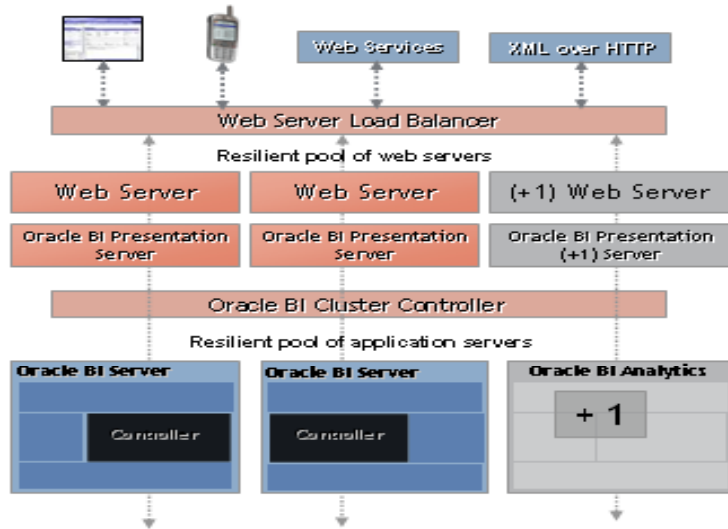 Web Services
XML over HTTP
Web Server Load Balancer
Resilient pool of web servers
Web Server
Web Server
(+1) Web Server
Oracle BI Presentation
Server
Oracle BI Presentation
Server
Oracle BI Presentation
(+1) Server
Oracle BI Cluster Controller
Resilient pool of application servers
Oracle BI Server
Oracle BI Server
Oracle BI Analytics
Controller
Controller
+ 1